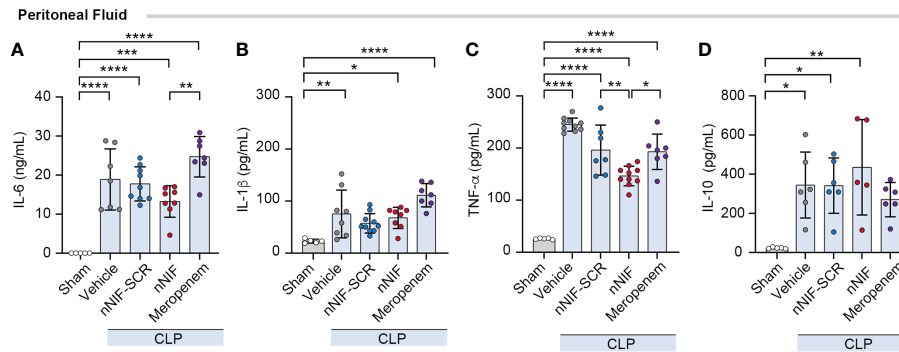 Peritoneal Fluid
A
IL-6 (ng/mL)
40
30
20
10
0
****
***
****
****
**
Sham
Vehicle
nNIF-SCR
nNIF
Meropenem
CLP
B
IL-1β (pg/mL)
300
200
100
0
****
*
**
Sham
Vehicle
nNIF-SCR
nNIF
Meropenem
CLP
C
TNF-α (pg/mL)
300
200
100
0
****
****
****
****
**
*
Sham
Vehicle
nNIF-SCR
nNIF
Meropenem
CLP
D
IL-10 (pg/mL)
800
600
400
200
0
**
*
*
Sham
Vehicle
nNIF-SCR
nNIF
Meropenem
CLP